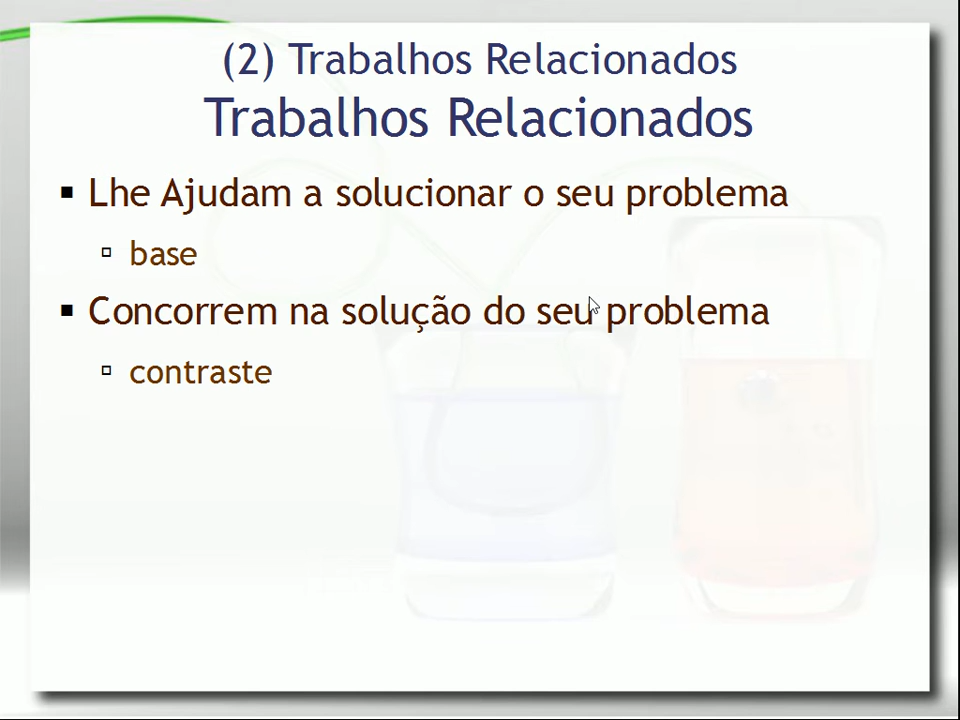 (2) Trabalhos Relacionados
Trabalhos Relacionados
Lhe Ajudam a solucionar o seu problema
base
Concorrem na solução do seu problema
contraste